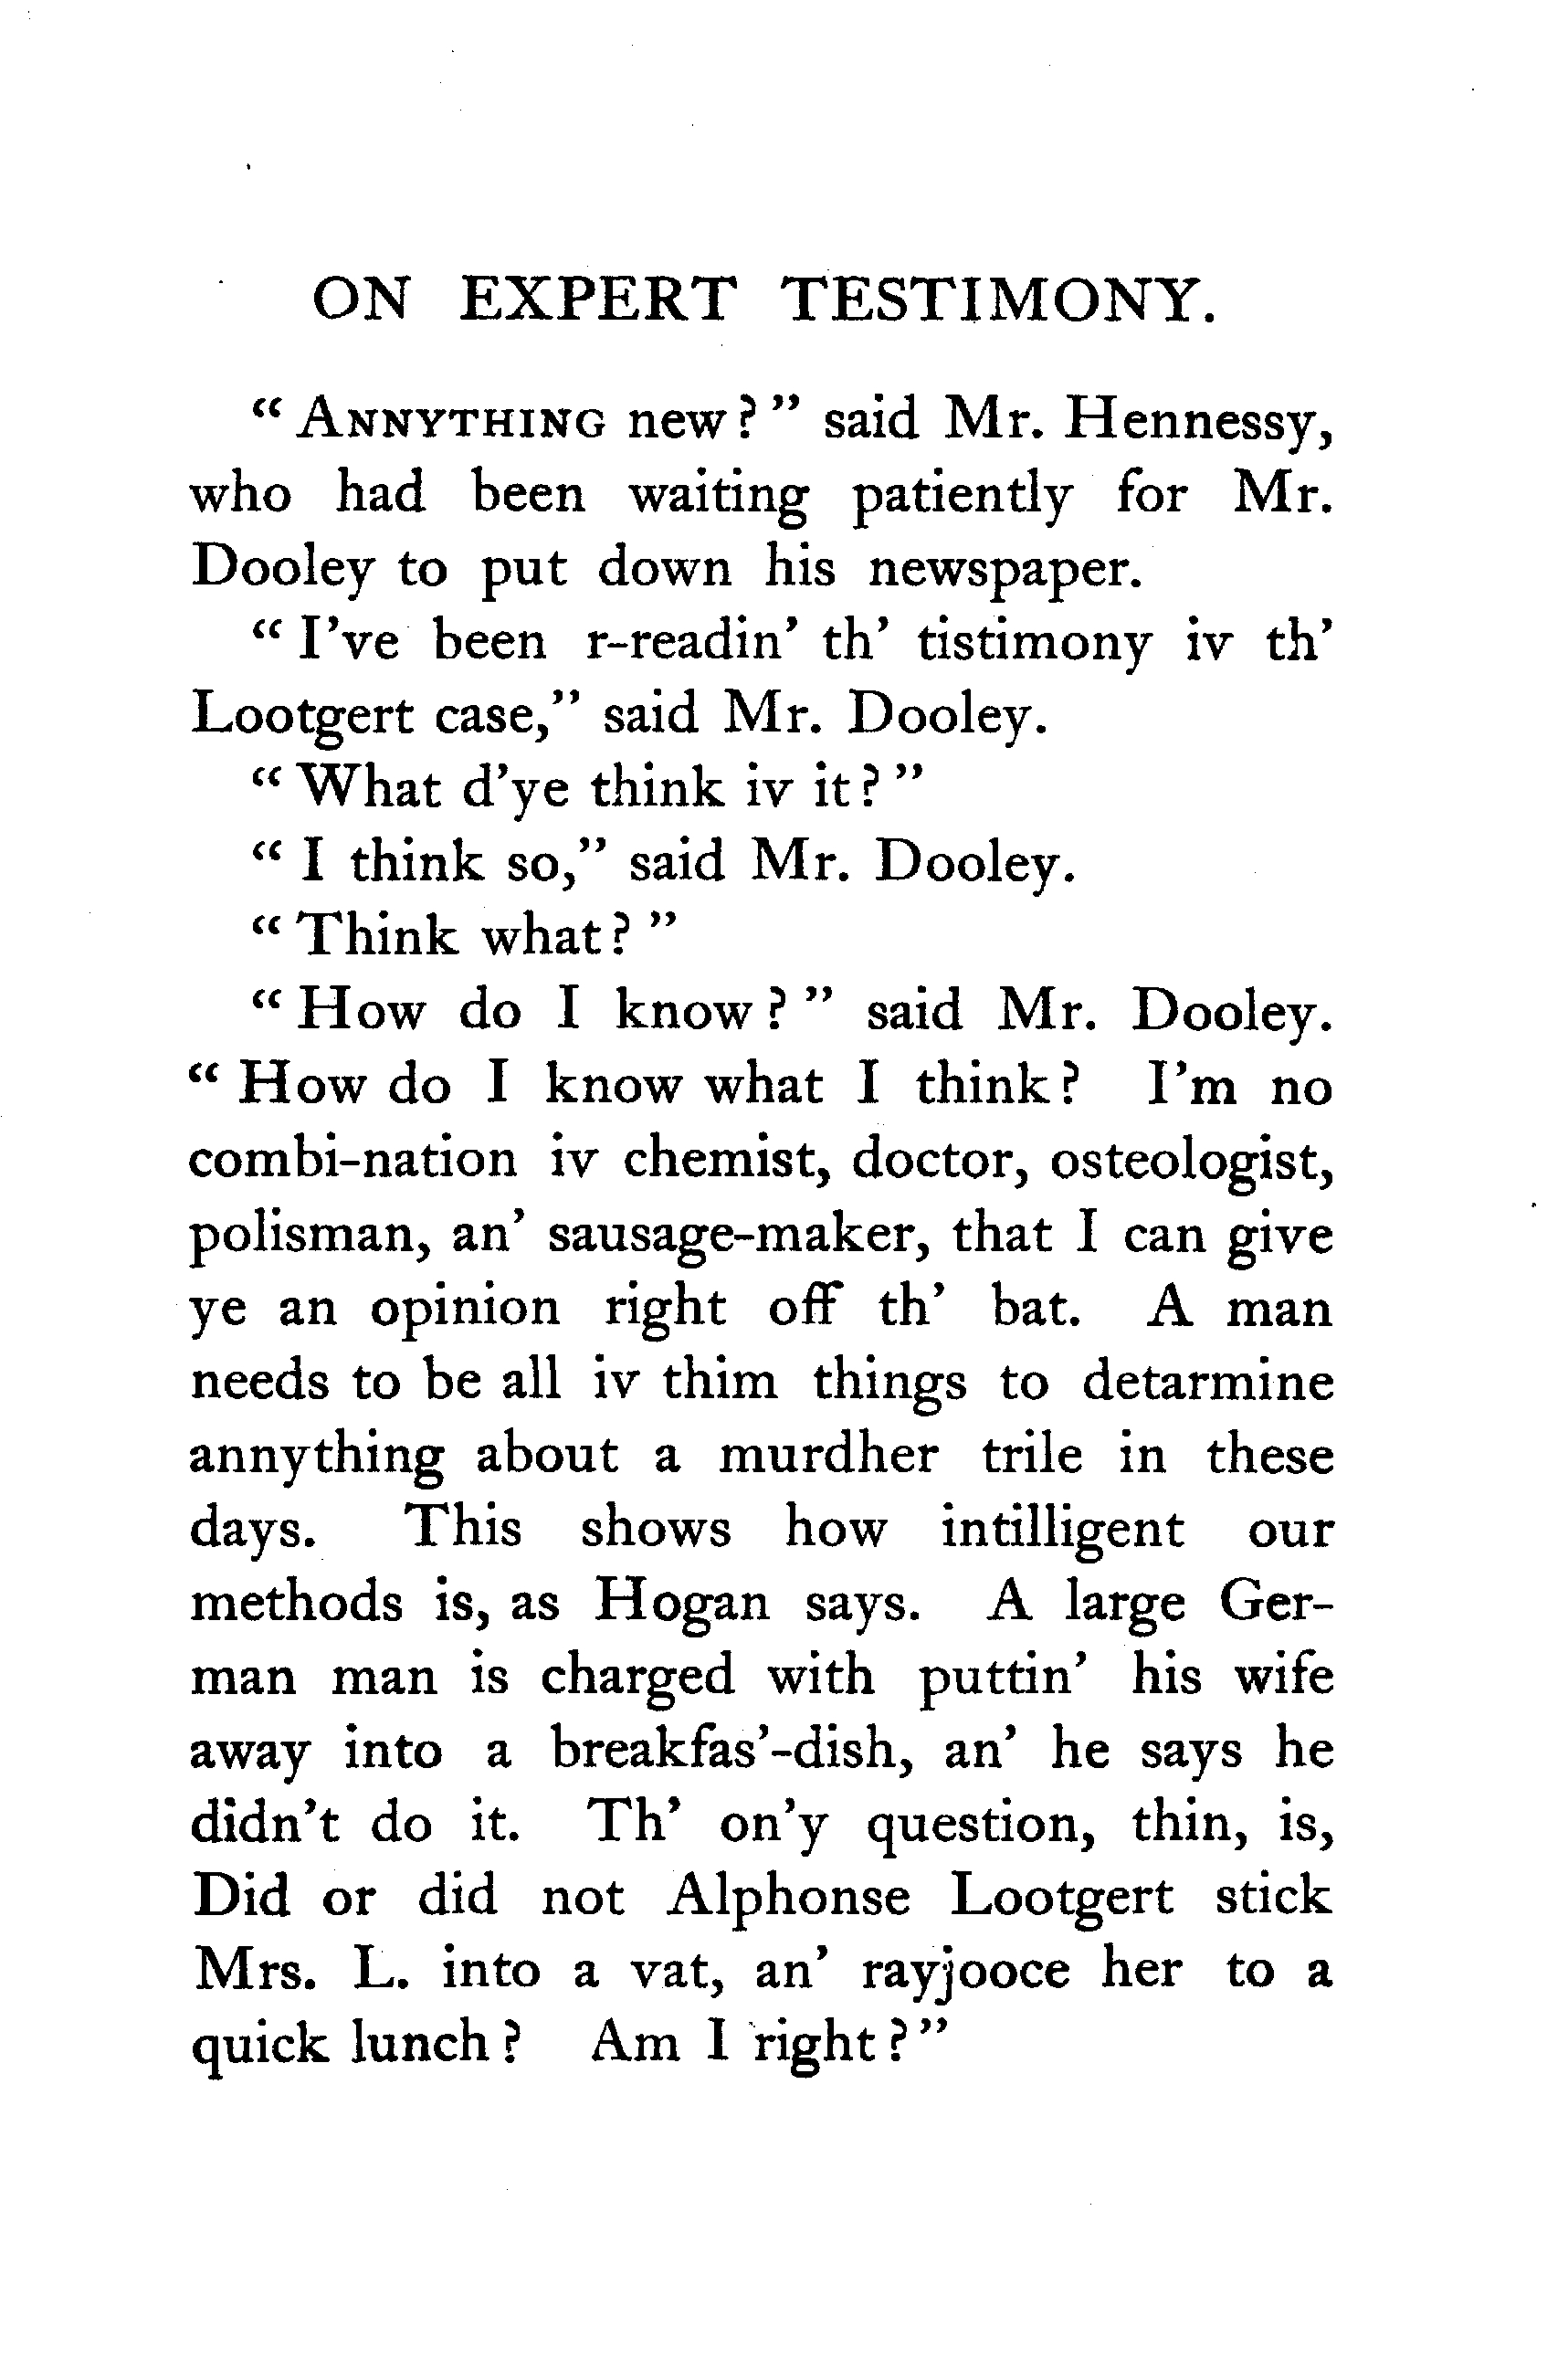 ON EXPERT TESTIMONY.
“ ANNYTHING new ? ” said Mr. Hennessy,
who had been waiting patiently for Mr.
Dooley to put down his newspaper.
“ I’ve been r-readin’ th’ tistimony iv th’
Lootgert case,” said Mr. Dooley.
“ What d’ye think iv it ? ”
“ I think so,” said Mr. Dooley.
“ Think what ? ”
“ How do I know ? ” said Mr. Dooley.
“ How do I know what I think ? I’m no
combi-nation iv chemist, doctor, osteologist,
polisman, an’ sausage-maker, that I can give
ye an opinion right off th’ bat. A man
needs to be all iv thim things to detarmine
annything about a murdher trile in these
days. This shows how intilligent our
methods is, as Hogan says. A large Ger-
man man is charged with puttin’ his wife
away into a breakfas’-dish, an’ he says he
didn’t do it. Th’ on’y question, thin, is,
Did or did not Alphonse Lootgert stick
Mrs. L. into a vat, an’ rayjooce her to a
quick lunch ? Am I right ? ”